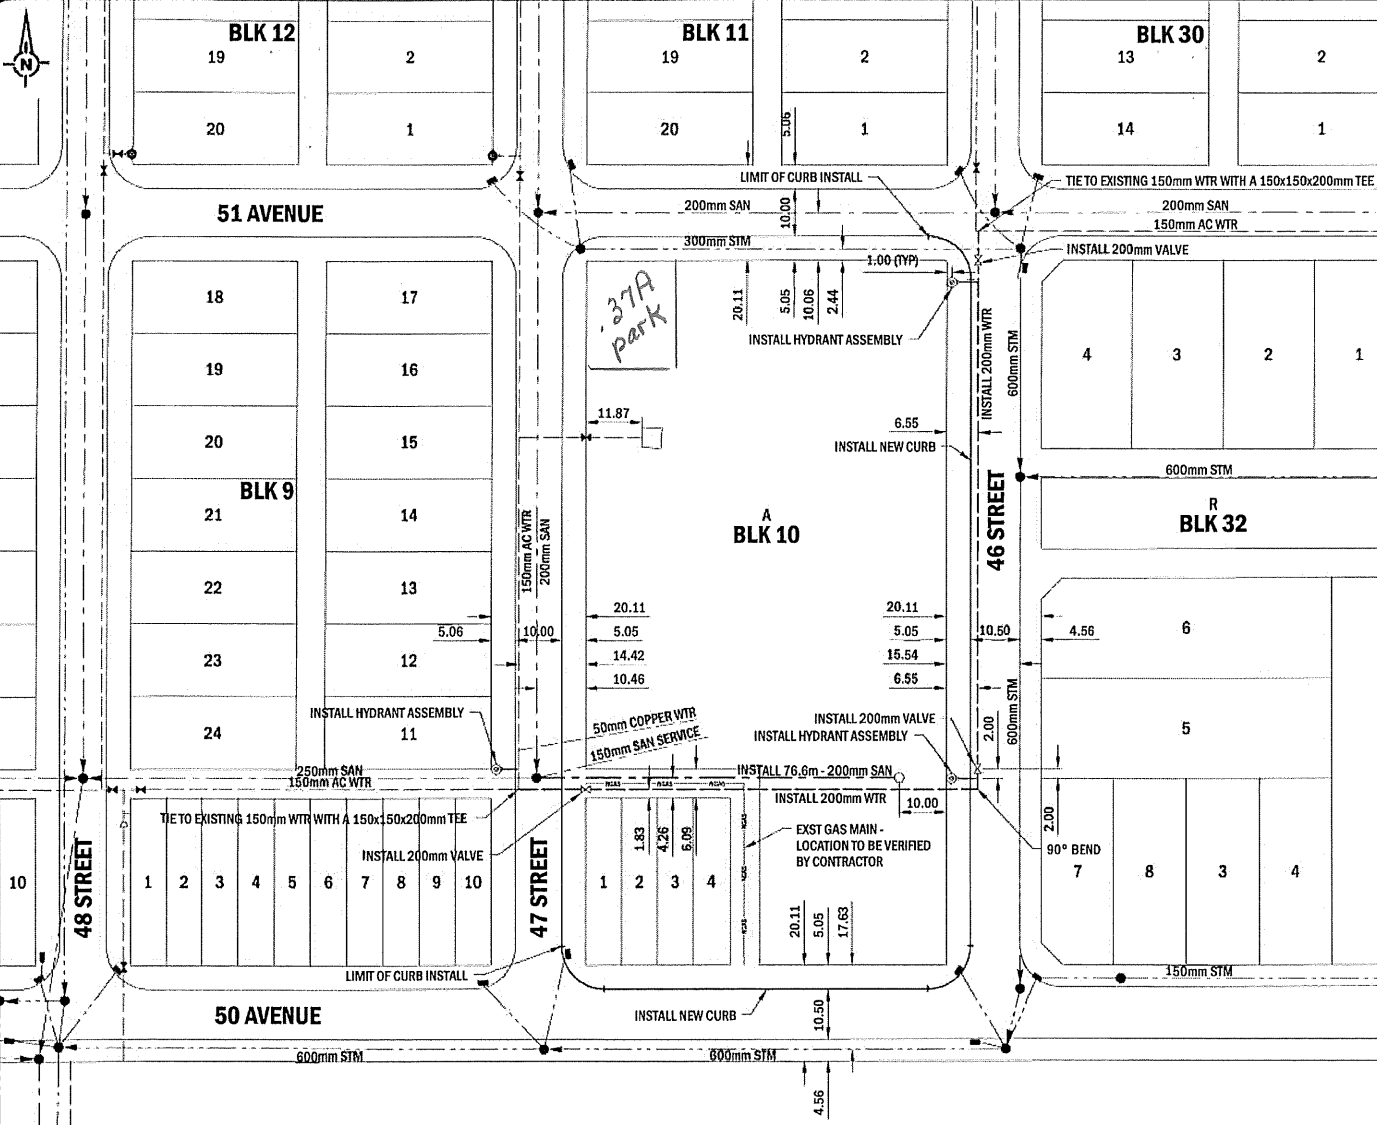 BLK 12
BLK 11
BLK 30
N
19
2
19
2
13
2
20
1
20
1
14
1
5.06
LIMIT OF CURB INSTALL
TIE TO EXISTING 150mm WTR WITH A 150x150x200mm TEE
51 AVENUE
200mm SAN
10.00
200mm SAN
150mm AC WTR
300mm STM
INSTALL 200mm VALVE
1.00 (TYP)
.37A
park
18
17
20.11
5.05
10.06
2.44
INSTALL HYDRANT ASSEMBLY
INSTALL 200mm WTR
600mm STM
4
3
2
1
19
16
11.87
6.55
INSTALL NEW CURB
20
15
BLK 9
600mm STM
21
14
150mm AC WTR
200mm SAN
A
BLK 10
46 STREET
R
BLK 32
22
13
20.11
20.11
5.06
10.00
5.05
5.05
10.50
4.56
6
23
12
14.42
15.54
10.46
6.55
INSTALL HYDRANT ASSEMBLY
50mm COPPER WTR
INSTALL 200mm VALVE
2.00
600mm STM
24
11
150mm SAN SERVICE
INSTALL HYDRANT ASSEMBLY
5
250mm SAN
150mm AC WTR
INSTALL 76.6m - 200mm SAN
NGAS
NGAS
NGAS
INSTALL 200mm WTR
10.00
2.00
TIE TO EXISTING 150mm WTR WITH A 150x150x200mm TEE
1.83
4.26
6.09
NGAS
EXST GAS MAIN -
LOCATION TO BE VERIFIED
BY CONTRACTOR
90° BEND
INSTALL 200mm VALVE
10
48 STREET
1
2
3
4
5
6
7
8
9
10
47 STREET
1
2
3
4
NGAS
7
8
3
4
NGAS
20.11
5.05
17.63
LIMIT OF CURB INSTALL
150mm STM
50 AVENUE
INSTALL NEW CURB
10.50
600mm STM
600mm STM
4.56